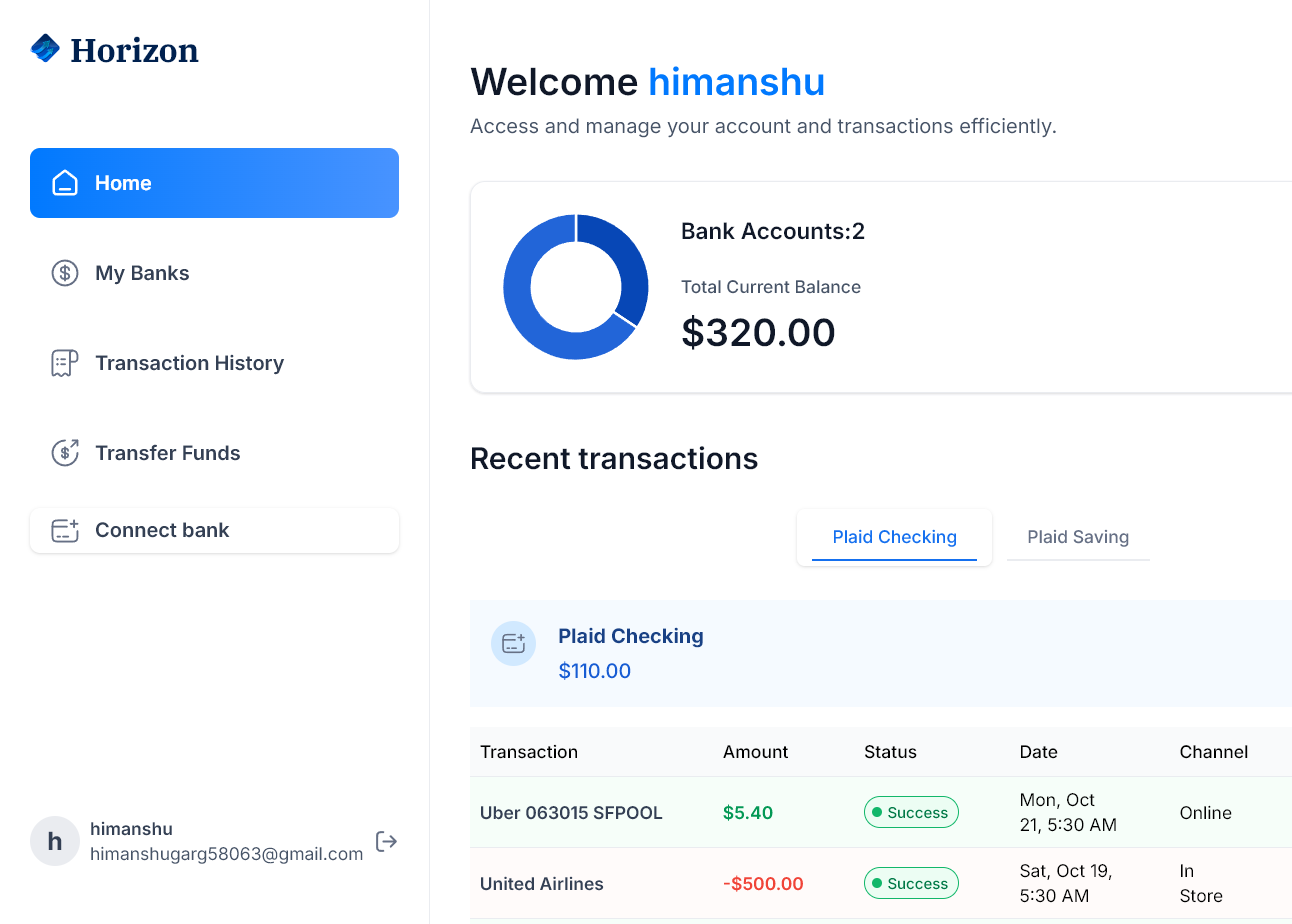 Horizon
Home
My Banks
Transaction History
Transfer Funds
Connect bank
h
himanshu
himanshugarg58063@gmail.com
Welcome himanshu
Access and manage your account and transactions efficiently.
Bank Accounts:2
Total Current Balance
$320.00
Recent transactions
Plaid Checking Plaid Saving
Plaid Checking
$110.00
Transaction Amount Status Date Channel
Uber 063015 SFPOOL $5.40 Success Mon, Oct 21, 5:30 AM Online
United Airlines -$500.00 Success Sat, Oct 19, 5:30 AM In Store